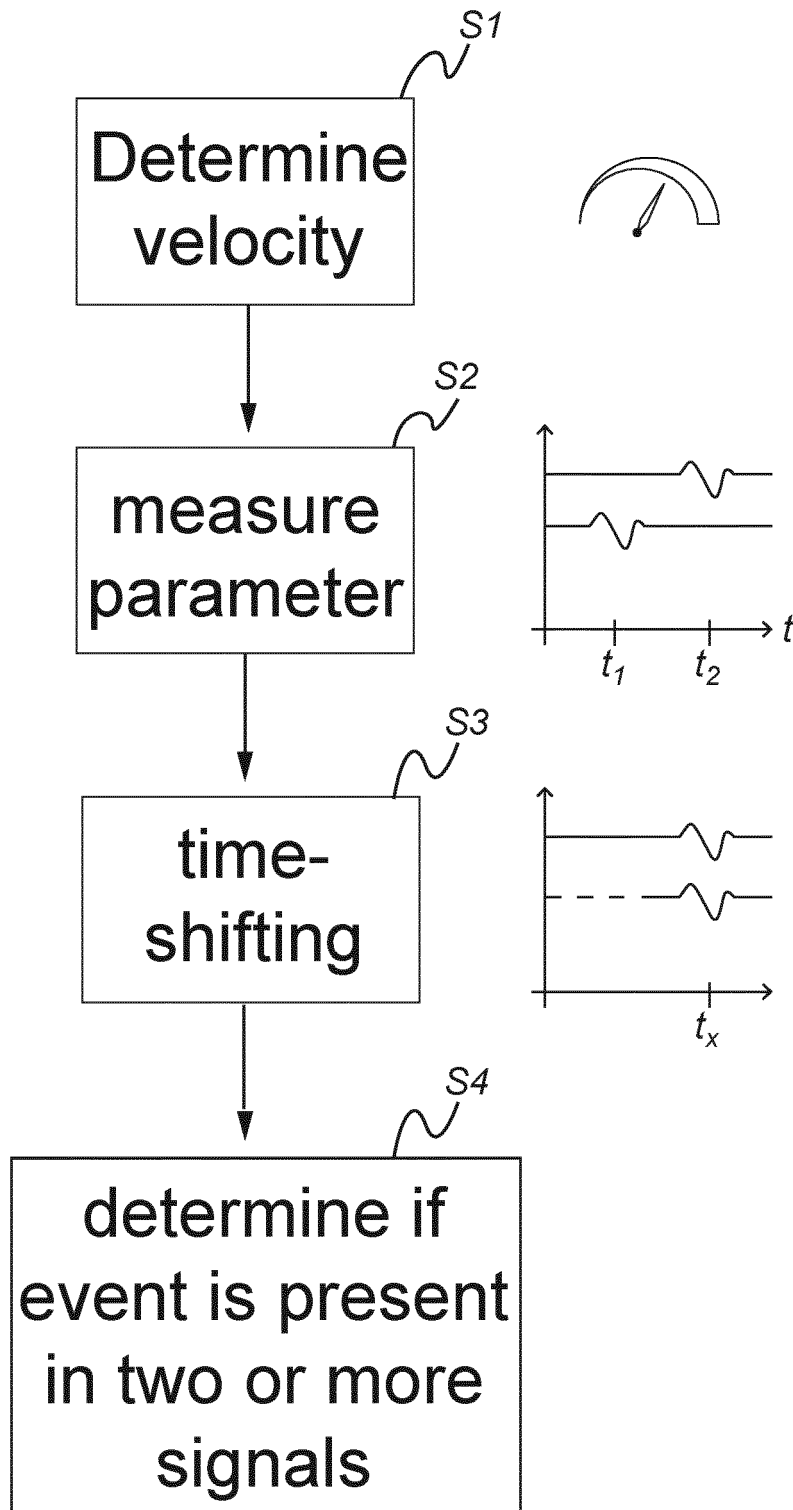 S1
Determine
velocity
S2
measure
parameter
t
t1 t2
S3
time-
shifting
tx
S4
determine if
event is present
in two or more
signals